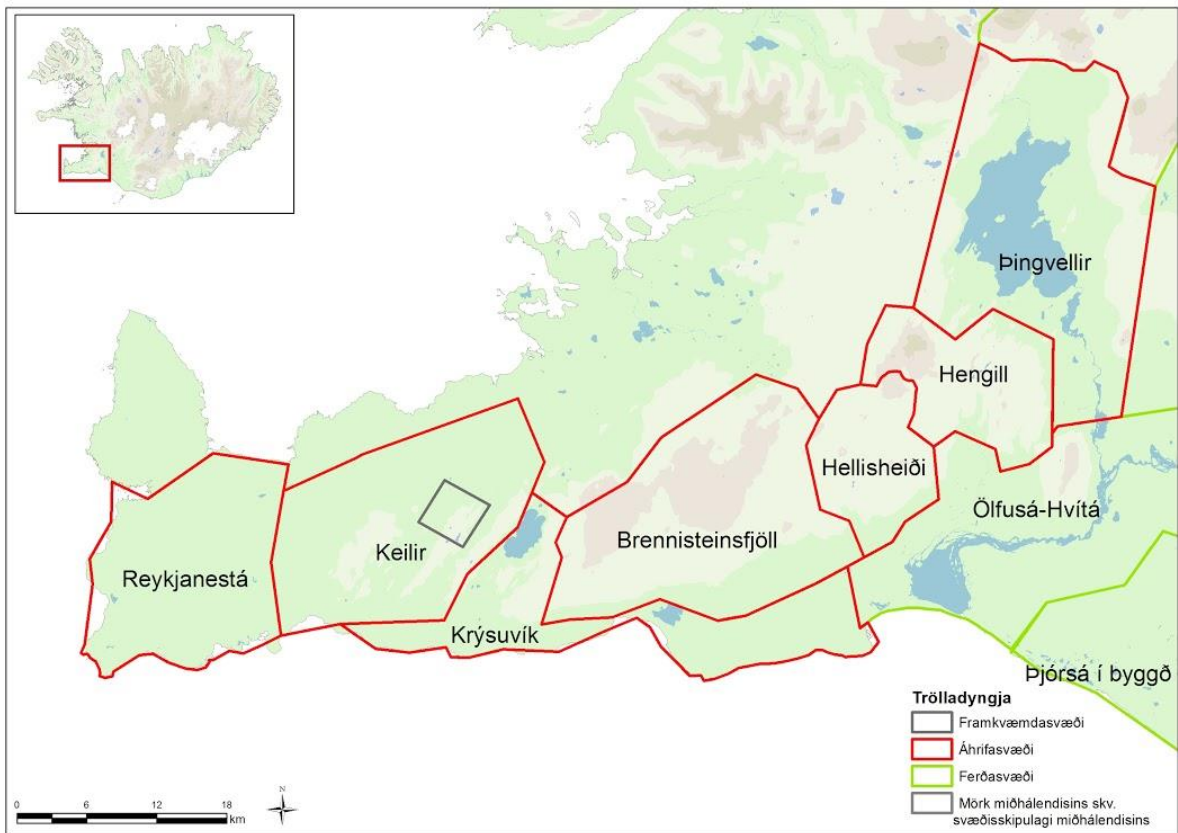 Þingvellir
Hengill
Hellisheiði
Ölfusá-Hvítá
Brennisteinsfjöll
Keilir
Reykjanestá
Krýsuvík
Þjórsá í byggð
Trölladyngja
Framkvæmdasvæði
Áhrifasvæði
Ferðasvæði
Mörk miðhálendisins skv.
svæðisskipulagi miðhálendisins
0 6 12 18
km
N